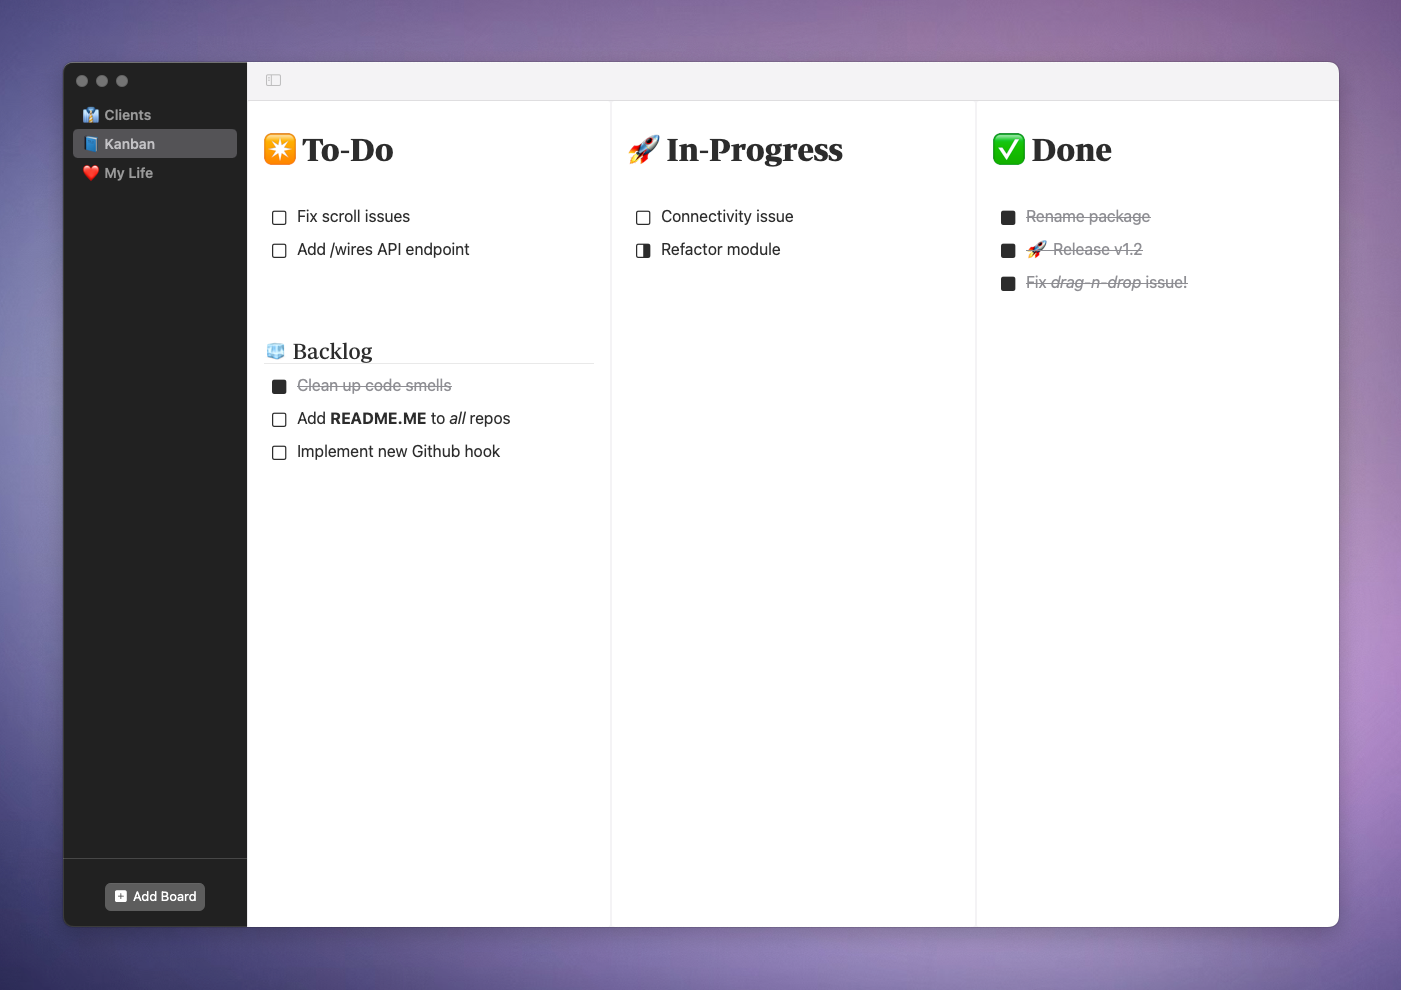 👔 Clients
📘 Kanban
❤️ My Life
Add Board
✴️ To-Do
Fix scroll issues
Add /wires API endpoint
🧊 Backlog
Clean up code smells
Add README.ME to all repos
Implement new Github hook
🚀 In-Progress
Connectivity issue
Refactor module
✅ Done
Rename package
🚀 Release v1.2
Fix drag-n-drop issue!